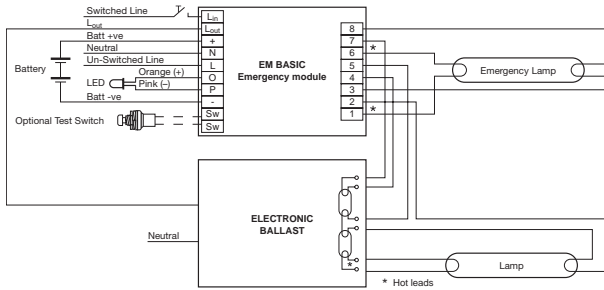 Switched Line
Lout
Batt +ve
Neutral
Un-Switched Line
Battery
LED
Orange (+)
Pink (–)
Batt -ve
Optional Test Switch
Lin
Lout
+
N
L
O
P
-
Sw
Sw
EM BASIC
Emergency module
8
7
6
5
4
3
2
1
*
*
Emergency Lamp
ELECTRONIC
BALLAST
Neutral
*
Lamp
* Hot leads